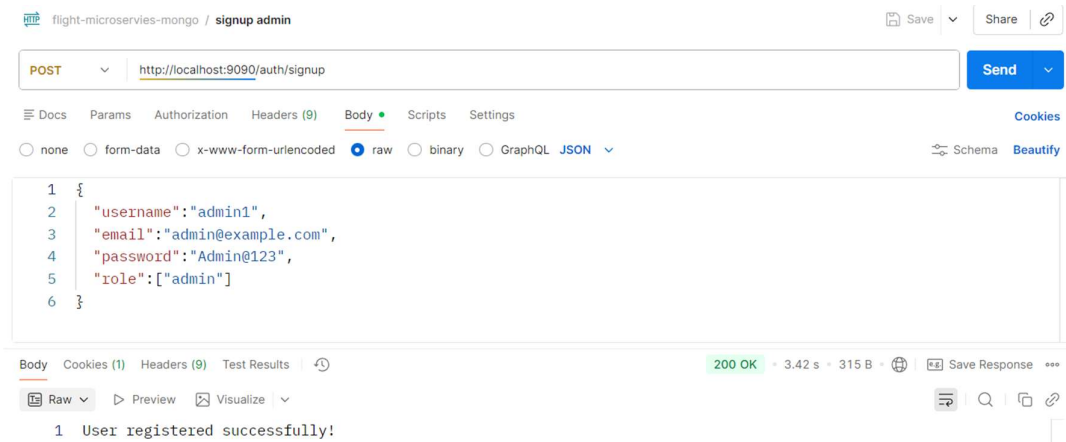 HTTP flight-microservies-mongo / signup admin Save Share
POST http://localhost:9090/auth/signup Send
Docs Params Authorization Headers (9) Body Scripts Settings Cookies
none form-data x-www-form-urlencoded raw binary GraphQL JSON Schema Beautify
1 {
2 "username":"admin1",
3 "email":"admin@example.com",
4 "password":"Admin@123",
5 "role":["admin"]
6 }
Body Cookies (1) Headers (9) Test Results 200 OK • 3.42 s • 315 B • e.g. Save Response
Raw Preview Visualize
1 User registered successfully!